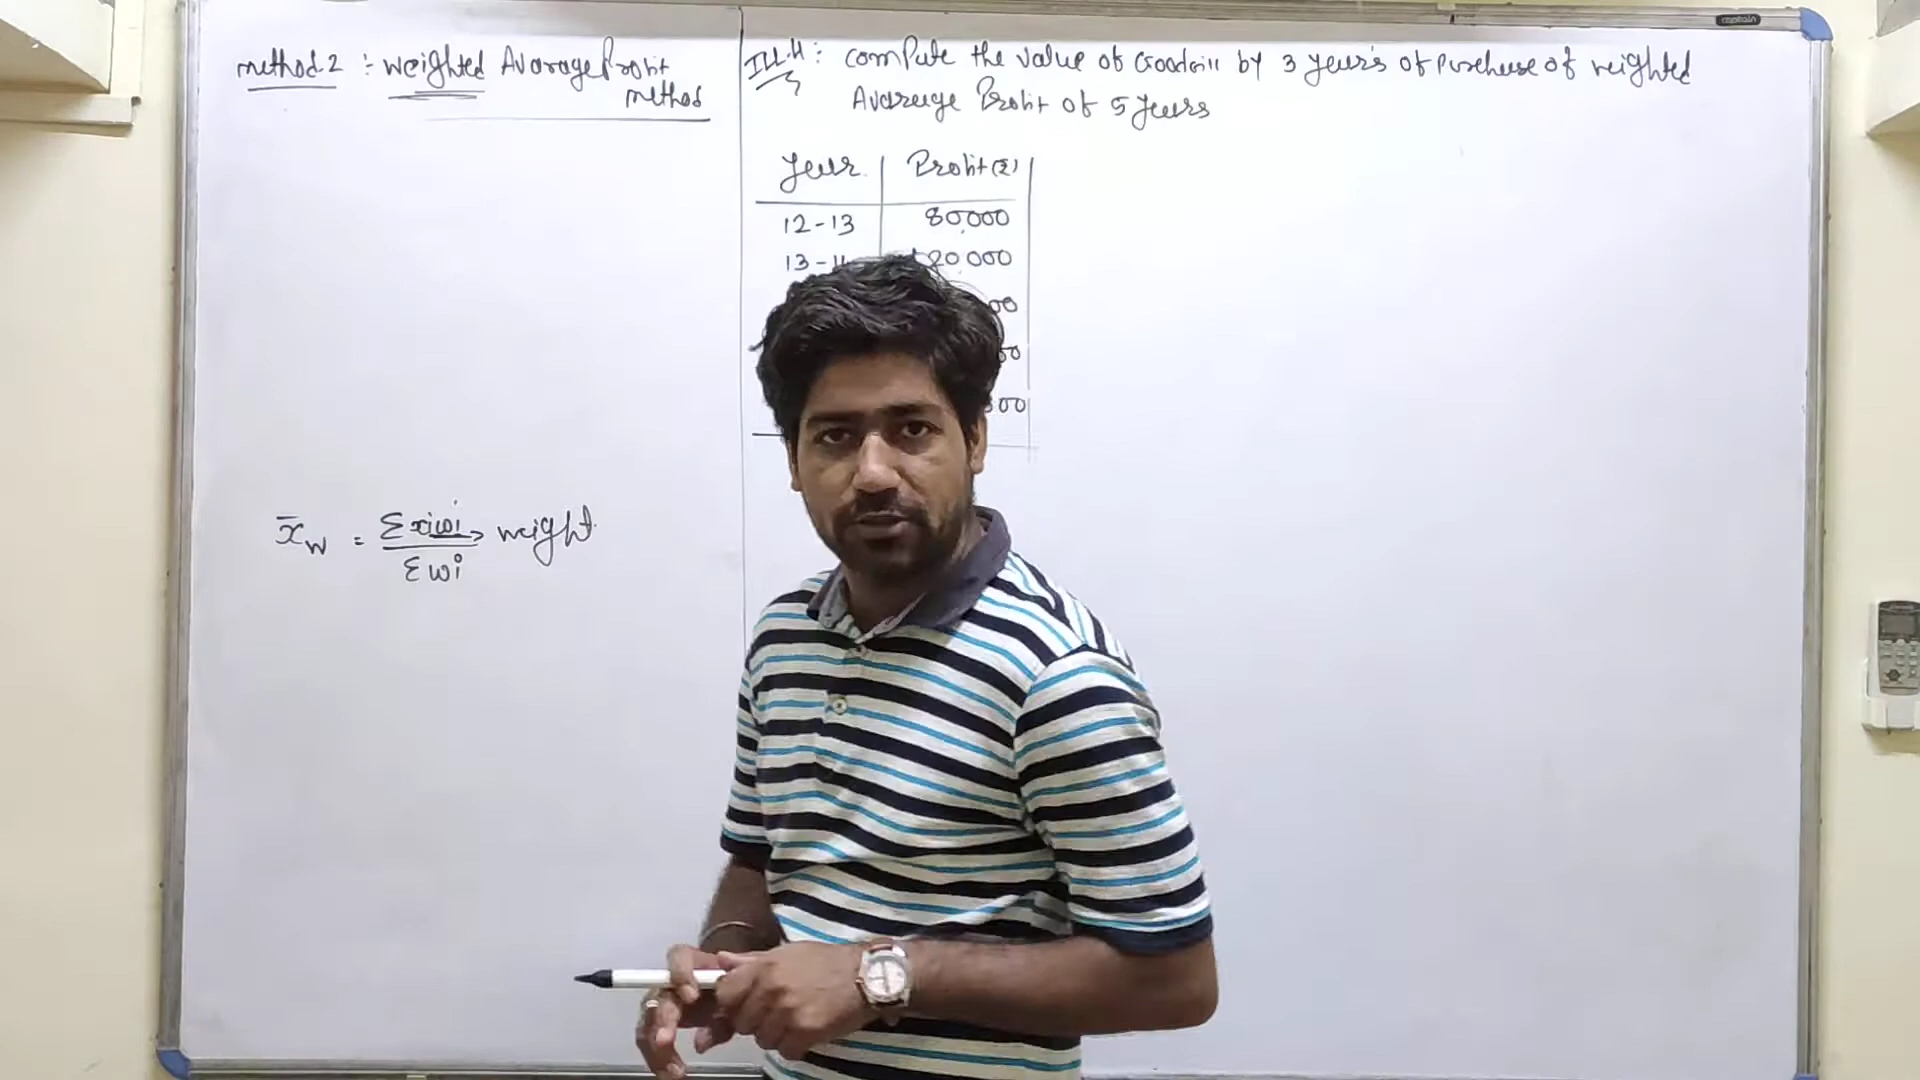 method-2 :- weighted Average Profit
method
Ill.4: compute the value of Goodwill by 3 years of purchase of weighted
Average Profit of 5 years
Year Profit(₹)
12-13 80,000
13-14 20,000
00
00
x̄w = Σxiwi → weight
Σwi